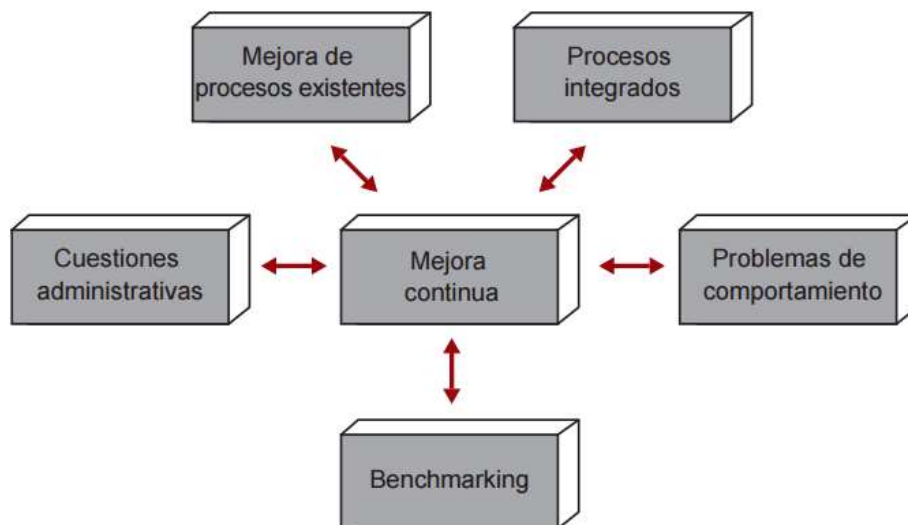 Mejora de
procesos existentes
Procesos
integrados
Cuestiones
administrativas
Mejora
continua
Problemas de
comportamiento
Benchmarking